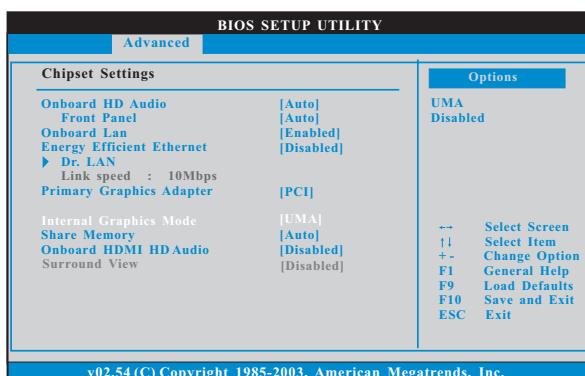 BIOS SETUP UTILITY
Advanced
Chipset Settings
Onboard HD Audio [Auto]
Front Panel [Auto]
Onboard Lan [Enabled]
Energy Efficient Ethernet [Disabled]
Dr. LAN
Link speed : 10Mbps
Primary Graphics Adapter [PCI]
Internal Graphics Mode [UMA]
Share Memory [Auto]
Onboard HDMI HD Audio [Disabled]
Surround View [Disabled]
Options
UMA
Disabled
←→ Select Screen
↑↓ Select Item
+ - Change Option
F1 General Help
F9 Load Defaults
F10 Save and Exit
ESC Exit
v02.54 (C) Copyright 1985-2003, American Megatrends, Inc.